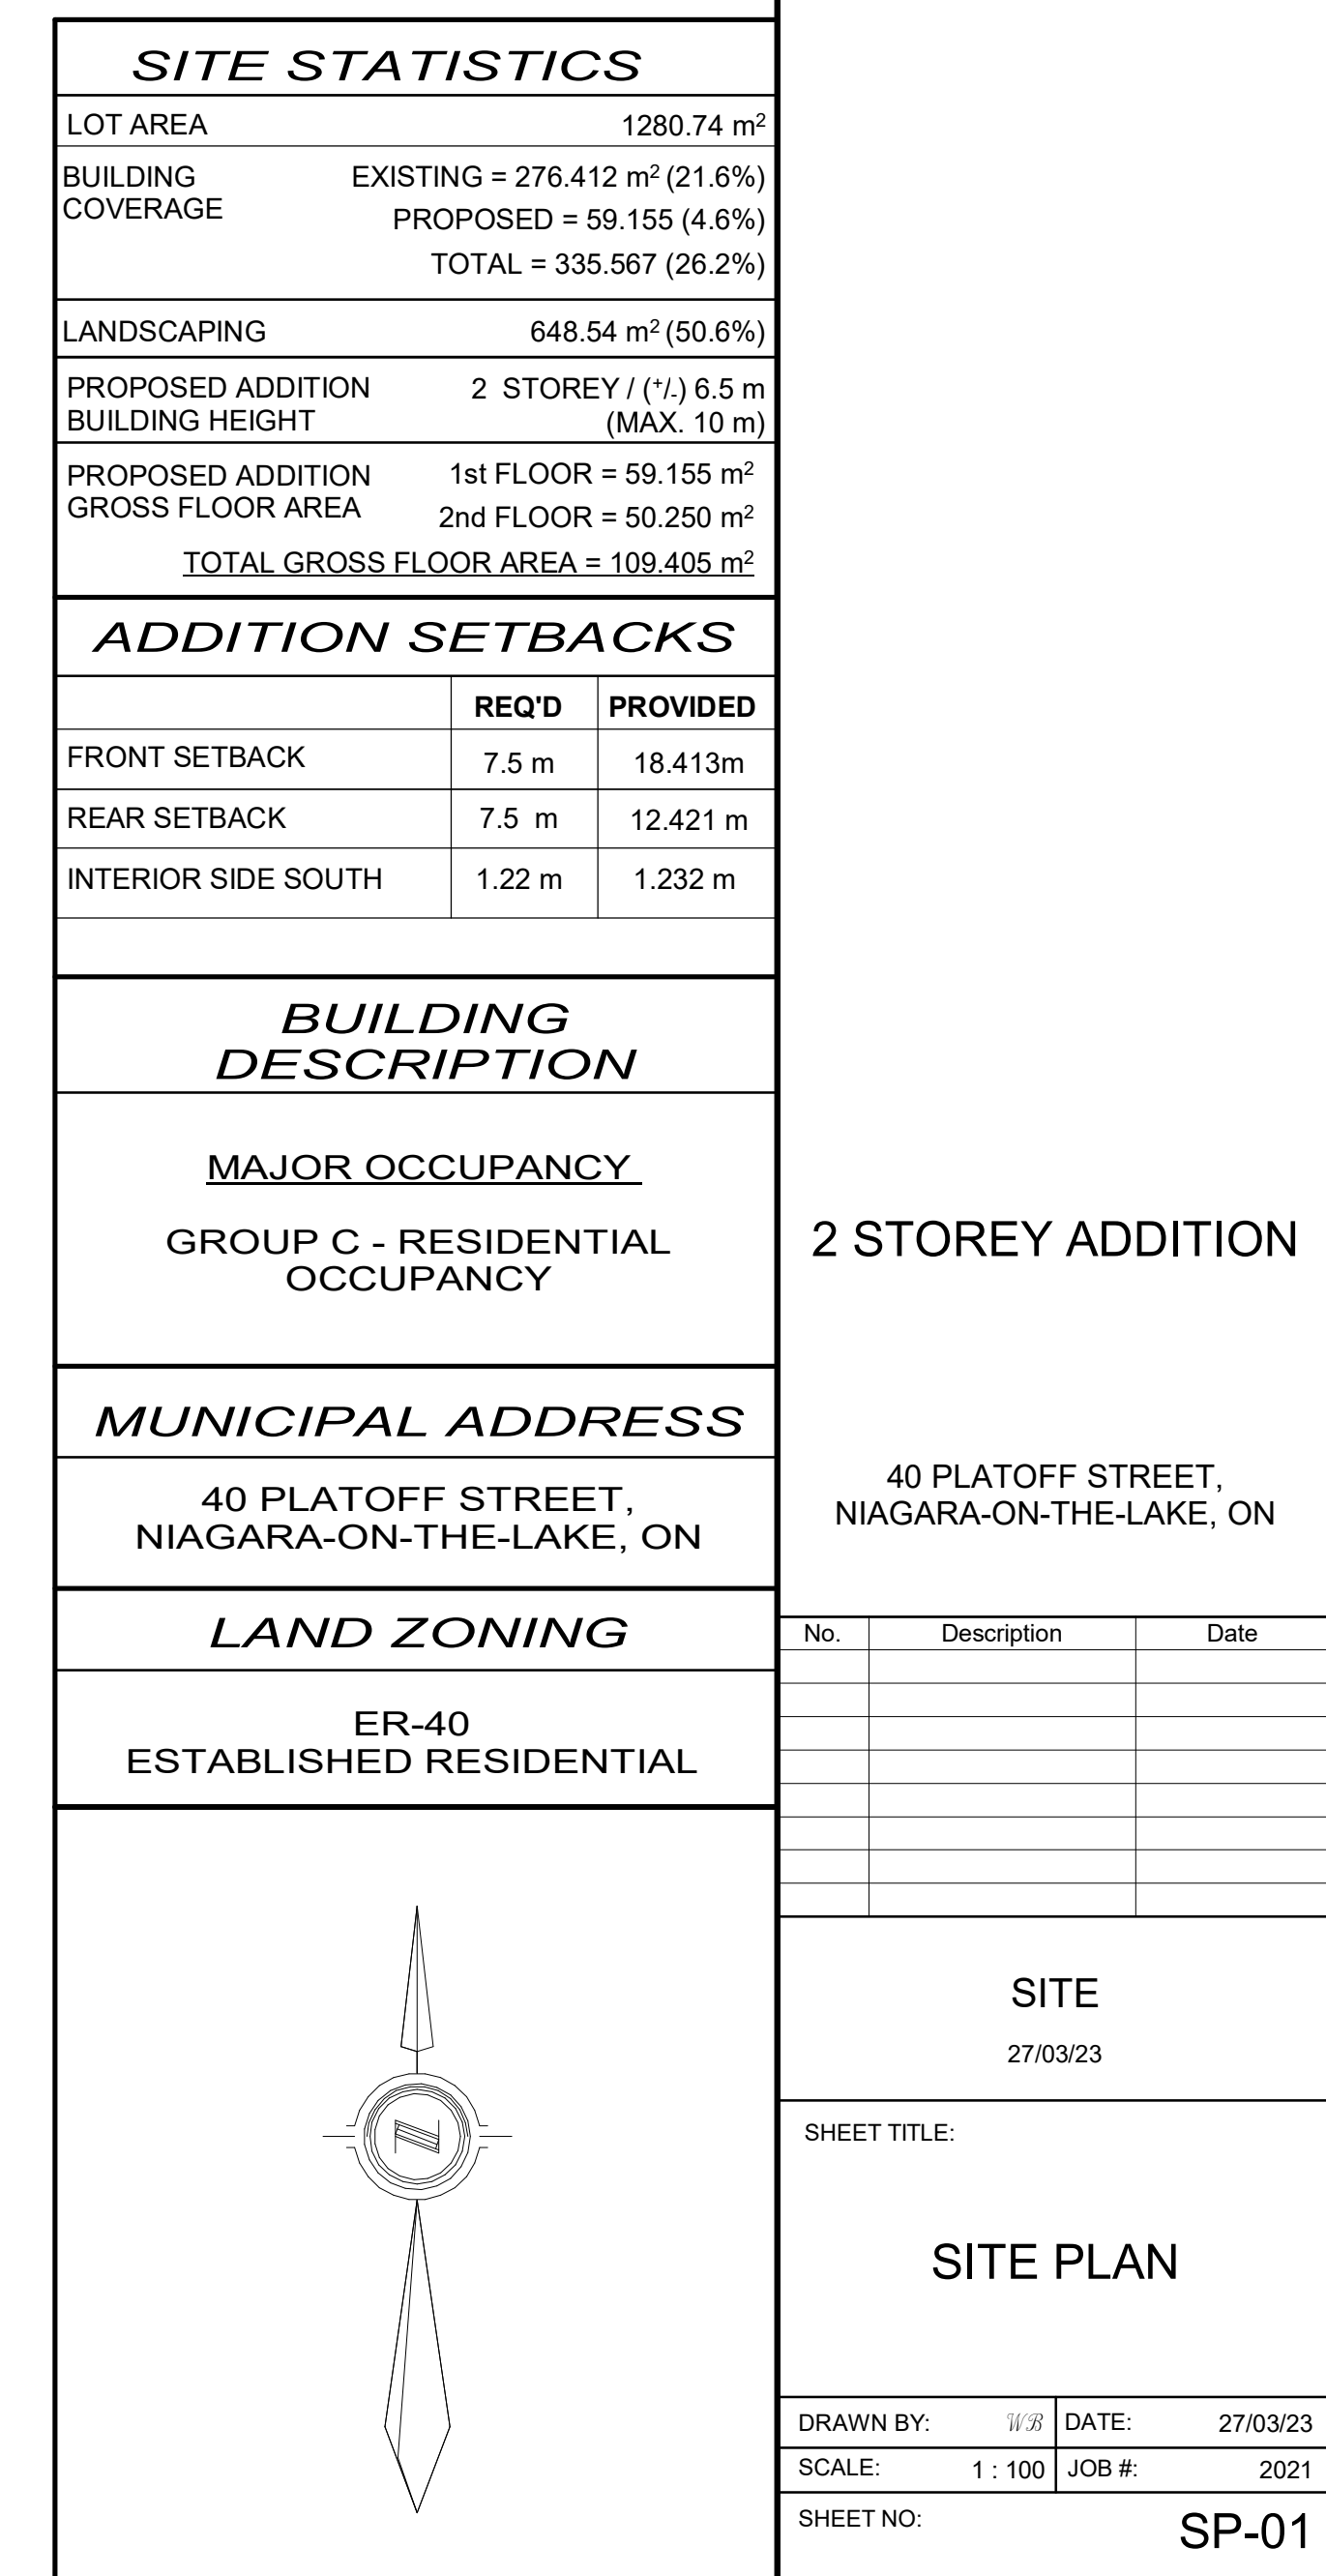 SITE STATISTICS
LOT AREA 1280.74 m²
BUILDING COVERAGE EXISTING = 276.412 m² (21.6%)
PROPOSED = 59.155 (4.6%)
TOTAL = 335.567 (26.2%)
LANDSCAPING 648.54 m² (50.6%)
PROPOSED ADDITION 2 STOREY / (+/-) 6.5 m
BUILDING HEIGHT (MAX. 10 m)
PROPOSED ADDITION 1st FLOOR = 59.155 m²
GROSS FLOOR AREA 2nd FLOOR = 50.250 m²
TOTAL GROSS FLOOR AREA = 109.405 m²
ADDITION SETBACKS
REQ'D PROVIDED
FRONT SETBACK 7.5 m 18.413m
REAR SETBACK 7.5 m 12.421 m
INTERIOR SIDE SOUTH 1.22 m 1.232 m
BUILDING
DESCRIPTION
MAJOR OCCUPANCY
GROUP C - RESIDENTIAL
OCCUPANCY
MUNICIPAL ADDRESS
40 PLATOFF STREET,
NIAGARA-ON-THE-LAKE, ON
LAND ZONING
ER-40
ESTABLISHED RESIDENTIAL
N
2 STOREY ADDITION
40 PLATOFF STREET,
NIAGARA-ON-THE-LAKE, ON
No. Description Date
SITE
27/03/23
SHEET TITLE:
SITE PLAN
DRAWN BY: WB DATE: 27/03/23
SCALE: 1 : 100 JOB #: 2021
SHEET NO: SP-01